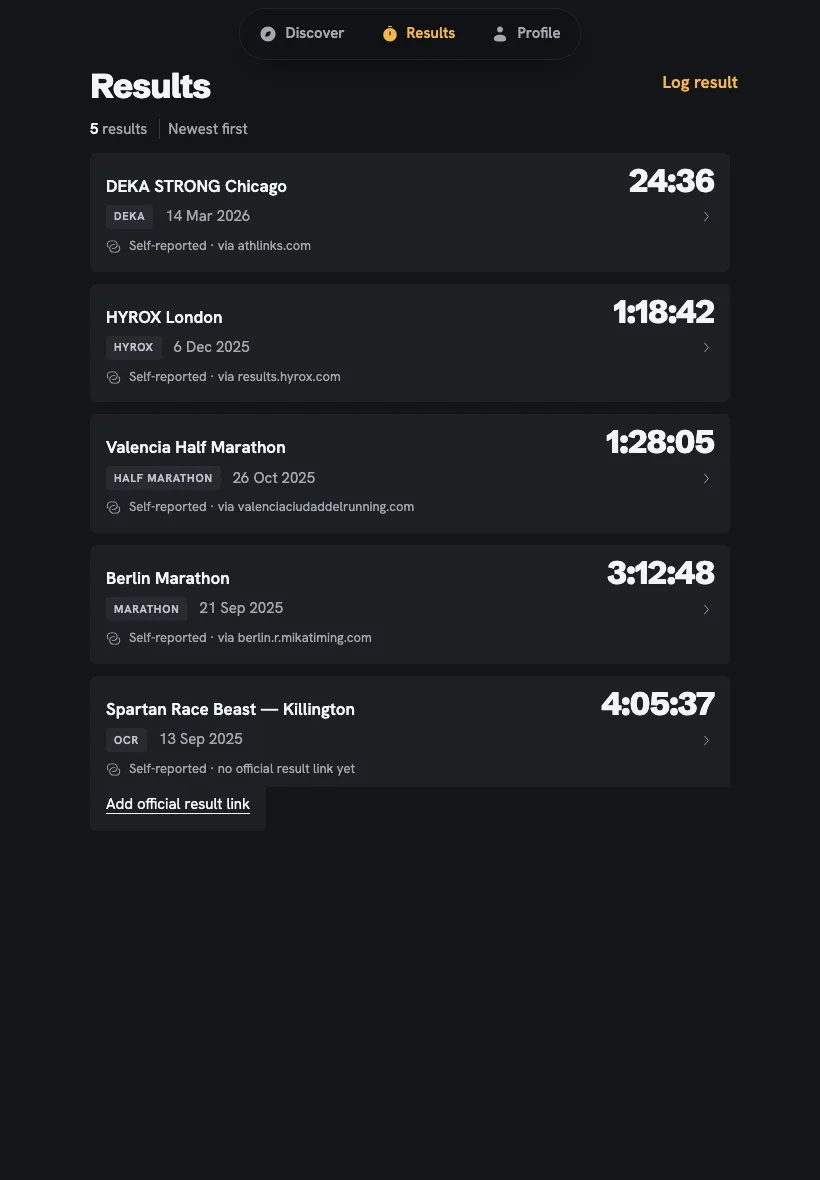 Discover Results Profile
Results
Log result
5 results Newest first
DEKA STRONG Chicago
24:36
DEKA 14 Mar 2026
Self-reported · via athlinks.com
HYROX London
1:18:42
HYROX 6 Dec 2025
Self-reported · via results.hyrox.com
Valencia Half Marathon
1:28:05
HALF MARATHON 26 Oct 2025
Self-reported · via valenciaciudaddelrunning.com
Berlin Marathon
3:12:48
MARATHON 21 Sep 2025
Self-reported · via berlin.r.mikatiming.com
Spartan Race Beast — Killington
4:05:37
OCR 13 Sep 2025
Self-reported · no official result link yet
Add official result link